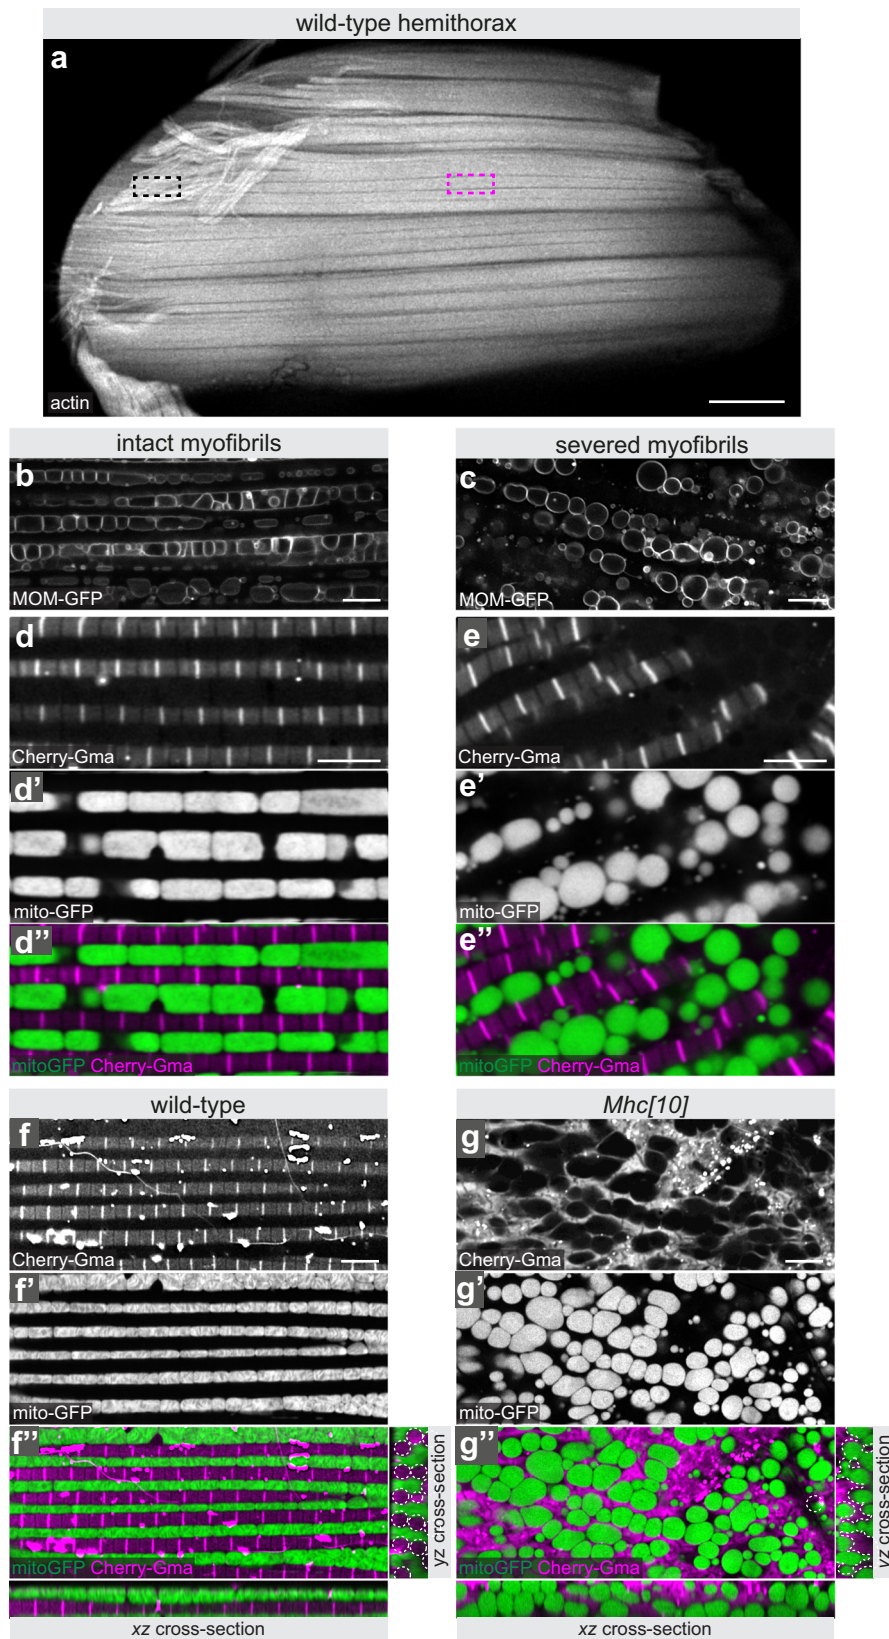 wild-type hemithorax
a
actin
intact myofibrils
severed myofibrils
b
MOM-GFP
c
MOM-GFP
d
Cherry-Gma
e
Cherry-Gma
d'
mito-GFP
e'
mito-GFP
d''
mitoGFP Cherry-Gma
e''
mitoGFP Cherry-Gma
wild-type
Mhc[10]
f
Cherry-Gma
g
Cherry-Gma
f'
mito-GFP
g'
mito-GFP
f''
mitoGFP Cherry-Gma
yz cross-section
g''
mitoGFP Cherry-Gma
yz cross-section
xz cross-section
xz cross-section